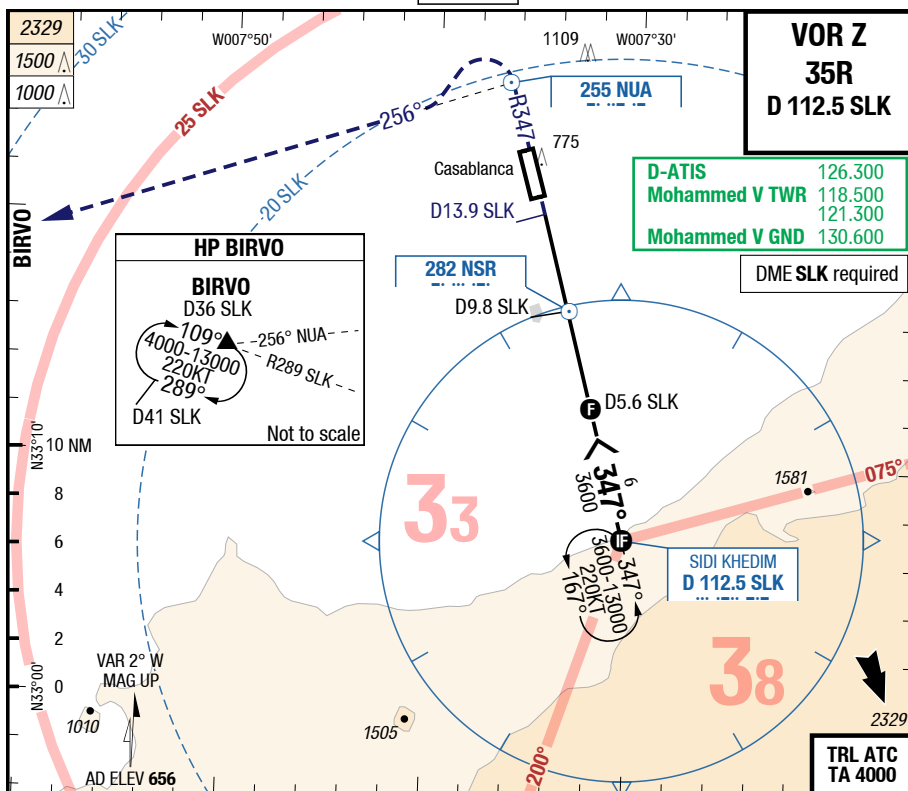 2329
1500
1000
30 SLK
W007°50'
1109
W007°30'
VOR Z
35R
D 112.5 SLK
25 SLK
255 NUA
256°
R347
775
Casablanca
D-ATIS 126.300
Mohammed V TWR 118.500
121.300
Mohammed V GND 130.600
20 SLK
D13.9 SLK
BIRVO
HP BIRVO
BIRVO
D36 SLK
109°
4000-13000
220KT
289°
256° NUA
R289 SLK
D41 SLK
Not to scale
282 NSR
DME SLK required
D9.8 SLK
F
D5.6 SLK
N33°10'
10 NM
8
6
4
2
0
N33°00'
33
347°
6
3600
1581
075°
IF
347°
3600-13000
220KT
167°
SIDI KHEDIM
D 112.5 SLK
38
VAR 2° W
MAG UP
1010
1505
2329
AD ELEV 656
200°
TRL ATC
TA 4000